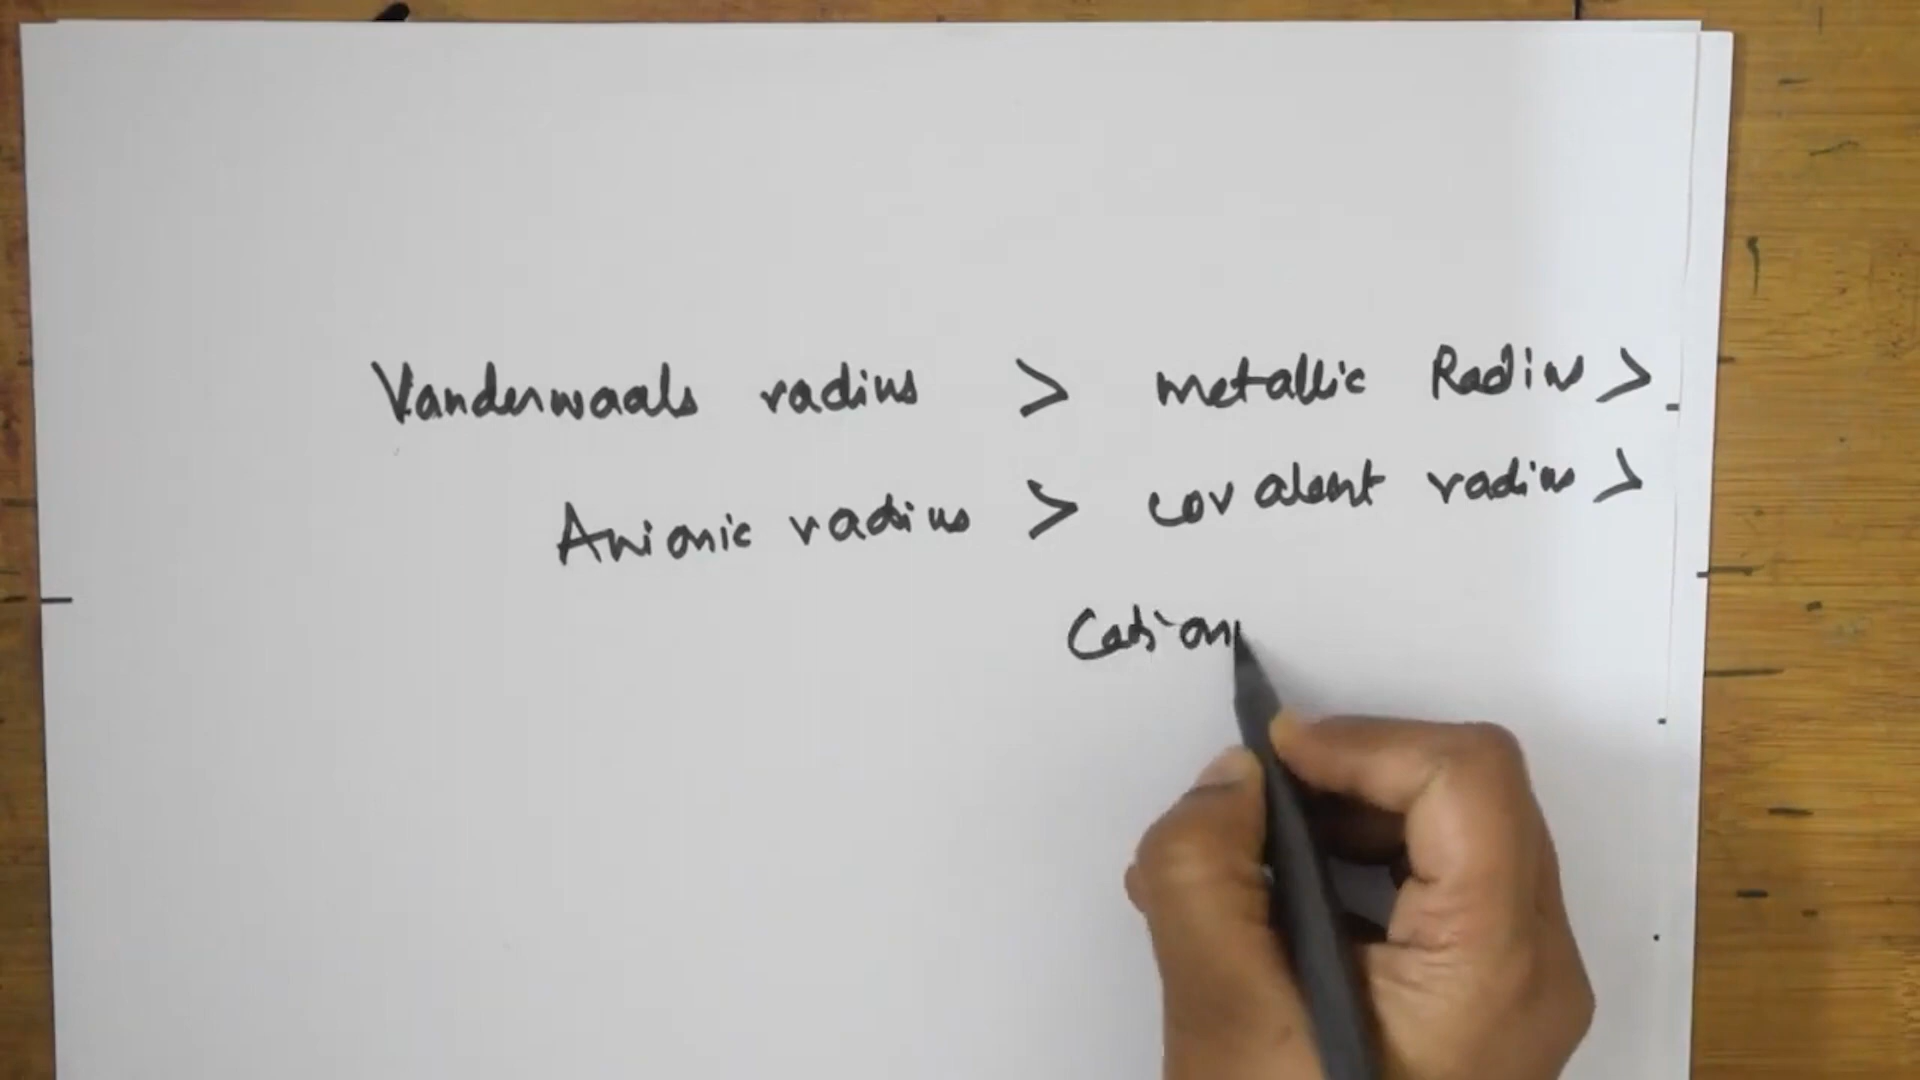 Vanderwaals radius > metallic Radius >
Anionic radius > covalent radius >
Cation